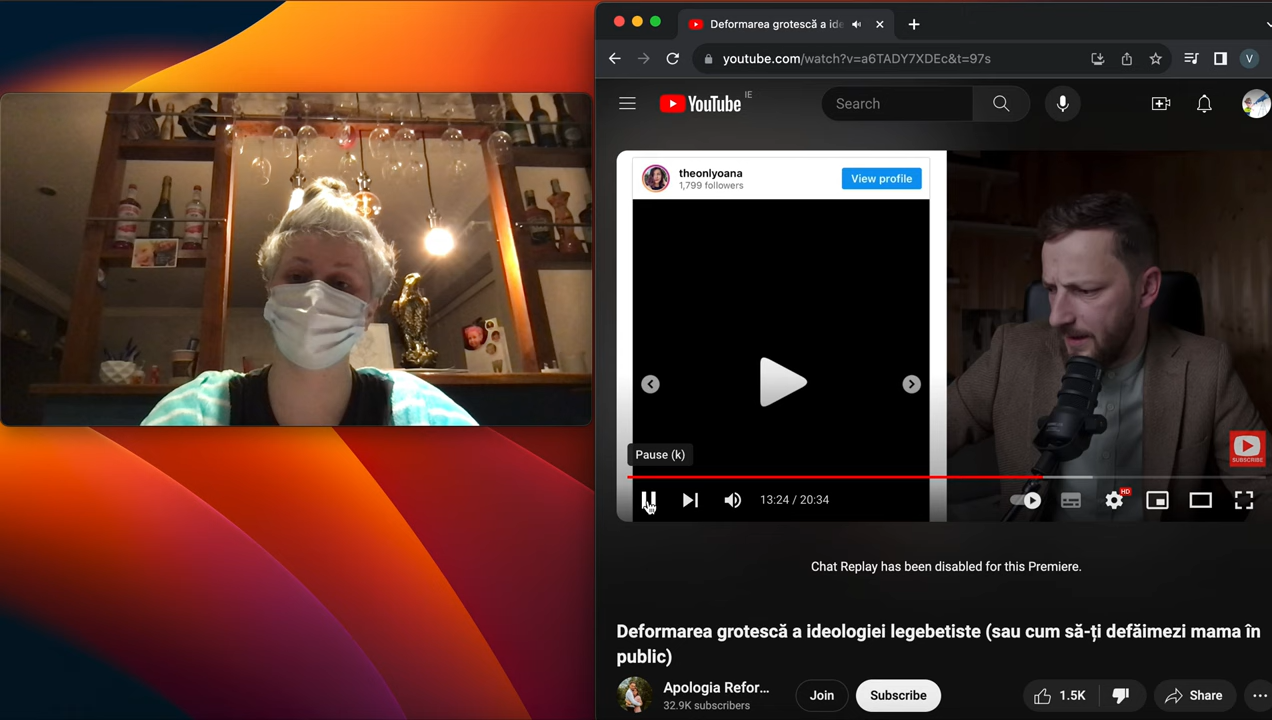 Deformarea grotescă a ide
youtube.com/watch?v=a6TADY7XDEc&t=97s
V
YouTube IE
Search
theonlyoana
1,799 followers
View profile
SUBSCRIBE
Pause (k)
13:24 / 20:34
HD
Chat Replay has been disabled for this Premiere.
Deformarea grotescă a ideologiei legebetiste (sau cum să-ți defăimezi mama în
public)
Apologia Refor...
32.9K subscribers
Join
Subscribe
1.5K
Share